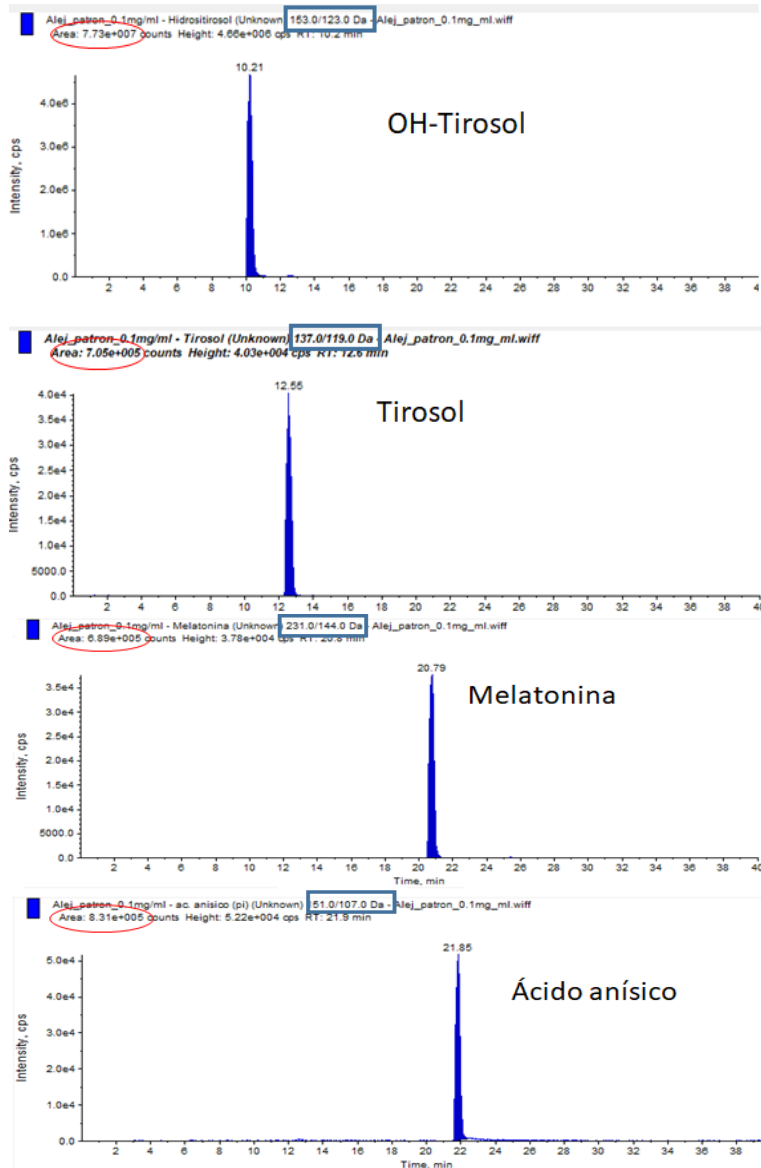 Alej_patron_0.1mg/ml - Hidrositirosol (Unknown) 153.0/123.0 Da - Alej_patron_0.1mg_ml.wiff
Area: 7.73e+007 counts Height: 4.66e+006 cps RT: 10.2 min
10.21
OH-Tirosol
4.0e6
3.0e6
2.0e6
1.0e6
0.0
Intensity, cps
2 4 6 8 10 12 14 16 18 20 22 24 26 28 30 32 34 36 38 4
Alej_patron_0.1mg/ml - Tirosol (Unknown) 137.0/119.0 Da - Alej_patron_0.1mg_ml.wiff
Area: 7.05e+005 counts Height: 4.03e+004 cps RT: 12.6 min
12.55
Tirosol
4.0e4
3.5e4
3.0e4
2.5e4
2.0e4
1.5e4
1.0e4
5000.0
0.0
Intensity, cps
2 4 6 8 10 12 14 16 18 20 22 24 26 28 30 32 34 36 38
Alej_patron_0.1mg/ml - Melatonina (Unknown) 231.0/144.0 Da - Alej_patron_0.1mg_ml.wiff
Area: 6.89e+005 counts Height: 3.78e+004 cps RT: 20.8 min
20.79
Melatonina
3.5e4
3.0e4
2.5e4
2.0e4
1.5e4
1.0e4
5000.0
0.0
Intensity, cps
2 4 6 8 10 12 14 16 18 20 22 24 26 28 30 32 34 36 38 40
Time, min
Alej_patron_0.1mg/ml - ac. anisico (pi) (Unknown) 151.0/107.0 Da - Alej_patron_0.1mg_ml.wiff
Area: 8.31e+005 counts Height: 5.22e+004 cps RT: 21.9 min
21.85
Ácido anísico
5.0e4
4.0e4
3.0e4
2.0e4
1.0e4
0.0
Intensity, cps
2 4 6 8 10 12 14 16 18 20 22 24 26 28 30 32 34 36 38
Time, min